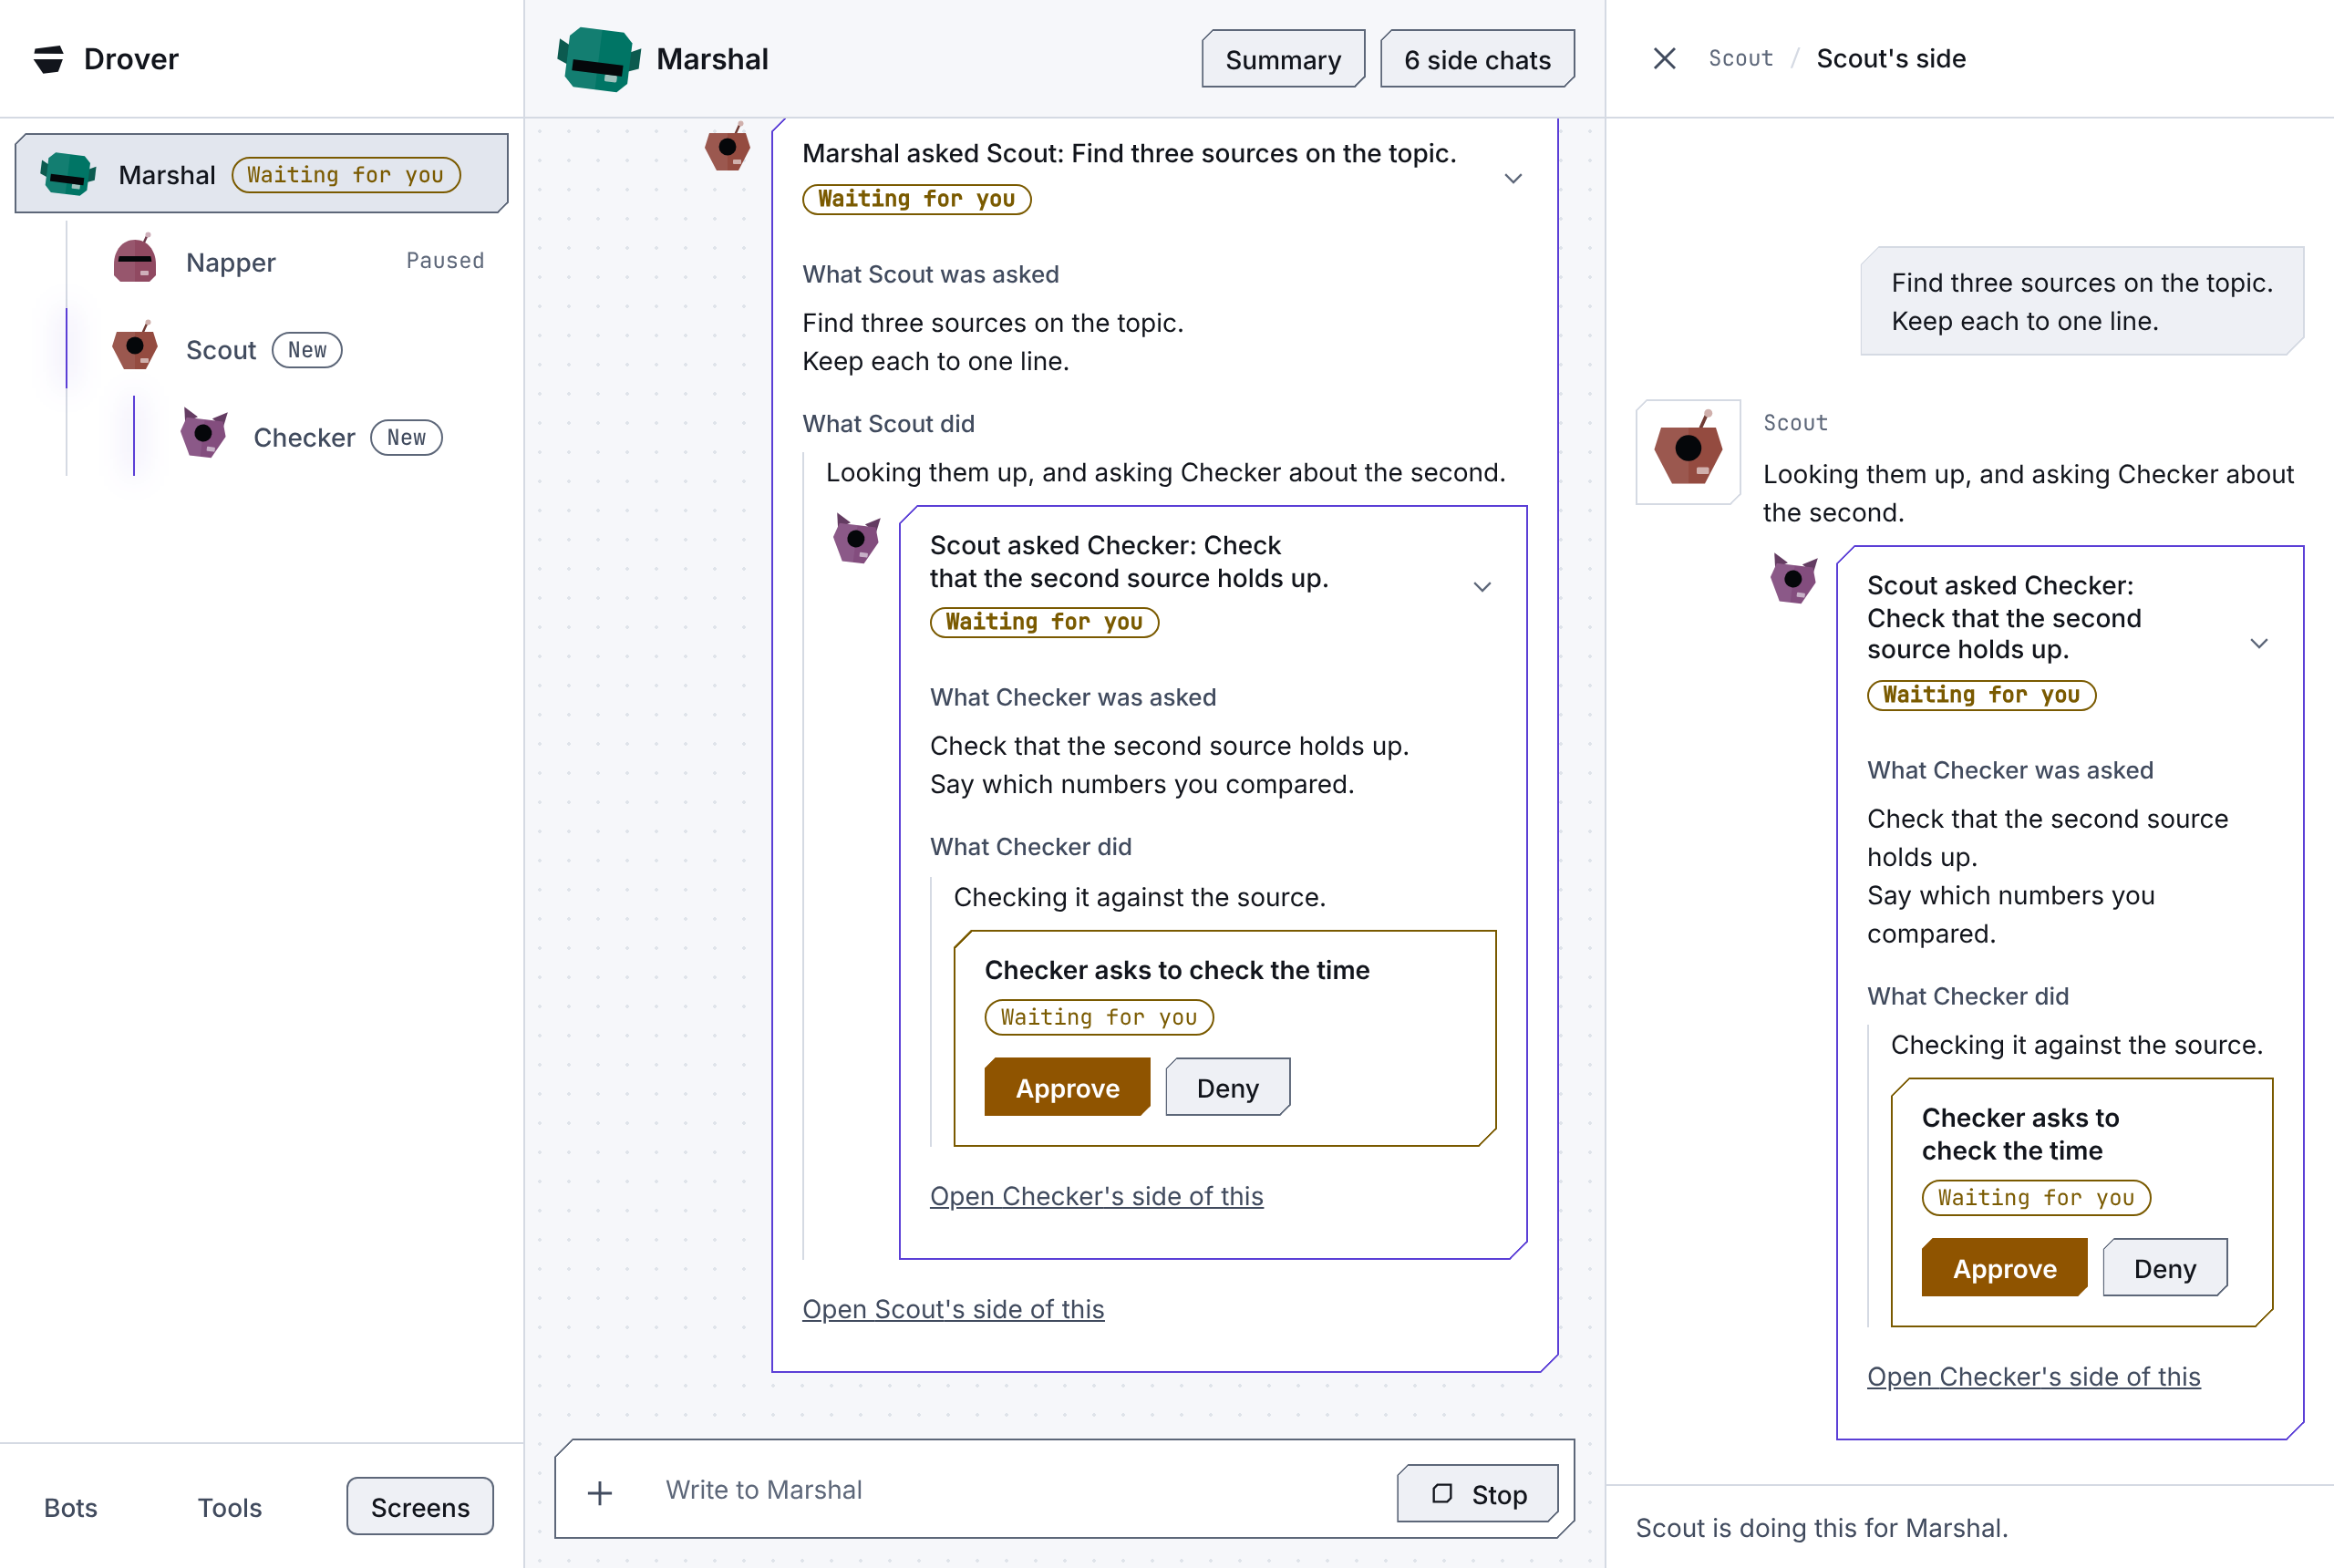 Drover
Marshal
Waiting for you
Napper
Paused
Scout
New
Checker
New
Bots
Tools
Screens
Marshal
Summary
6 side chats
Marshal asked Scout: Find three sources on the topic.
Waiting for you
What Scout was asked
Find three sources on the topic.
Keep each to one line.
What Scout did
Looking them up, and asking Checker about the second.
Scout asked Checker: Check
that the second source holds up.
Waiting for you
What Checker was asked
Check that the second source holds up.
Say which numbers you compared.
What Checker did
Checking it against the source.
Checker asks to check the time
Waiting for you
Approve
Deny
Open Checker's side of this
Open Scout's side of this
Write to Marshal
Stop
Scout / Scout's side
Find three sources on the topic.
Keep each to one line.
Scout
Looking them up, and asking Checker about
the second.
Scout asked Checker:
Check that the second
source holds up.
Waiting for you
What Checker was asked
Check that the second source
holds up.
Say which numbers you
compared.
What Checker did
Checking it against the source.
Checker asks to
check the time
Waiting for you
Approve
Deny
Open Checker's side of this
Scout is doing this for Marshal.